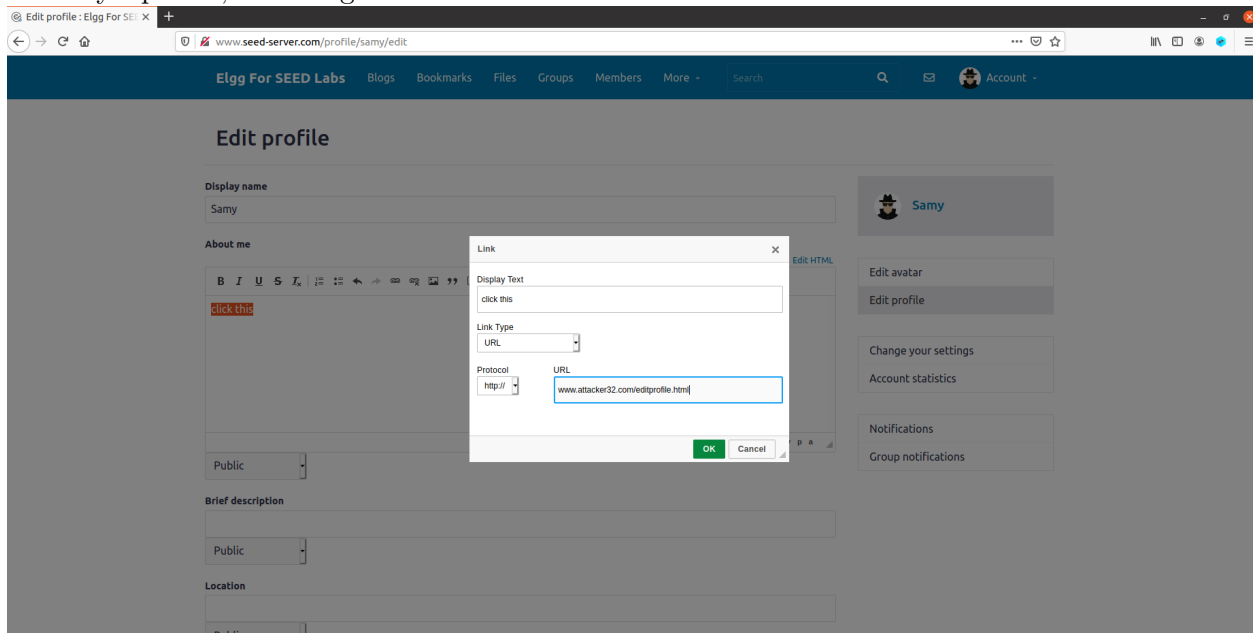 Edit profile : Elgg For SE
www.seed-server.com/profile/samy/edit
Elgg For SEED Labs Blogs Bookmarks Files Groups Members More Search Account
Edit profile
Display name
Samy
Samy
About me
Edit HTML
B I U S Ix
click this
Link
Display Text
click this
Link Type
URL
Protocol URL
http:// www.attacker32.com/editprofile.html
OK Cancel
p a
Public
Brief description
Public
Location
Edit avatar
Edit profile
Change your settings
Account statistics
Notifications
Group notifications